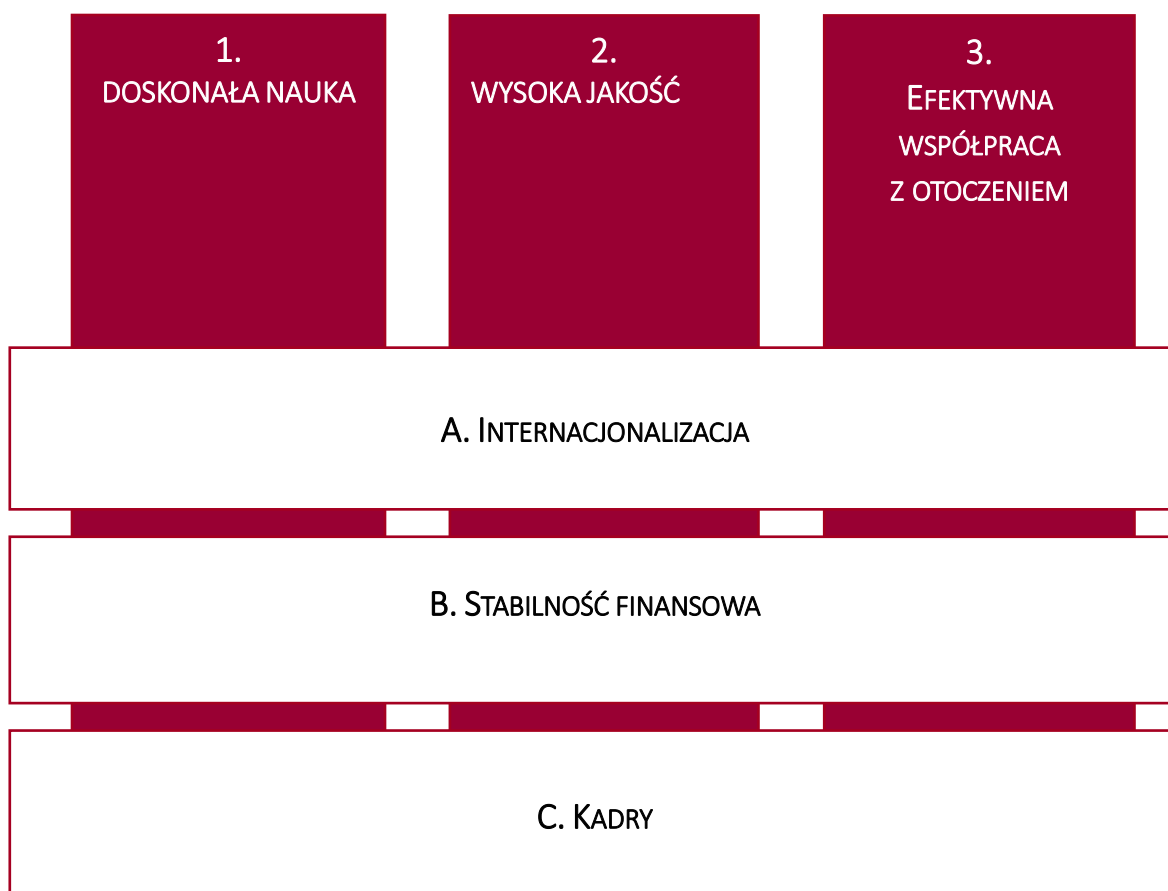 1.
DOSKONAŁA NAUKA
2.
WYSOKA JAKOŚĆ
3.
EFEKTYWNA
WSPÓŁPRACA
Z OTOCZENIEM
A. INTERNACJONALIZACJA
B. STABILNOŚĆ FINANSOWA
C. KADRY